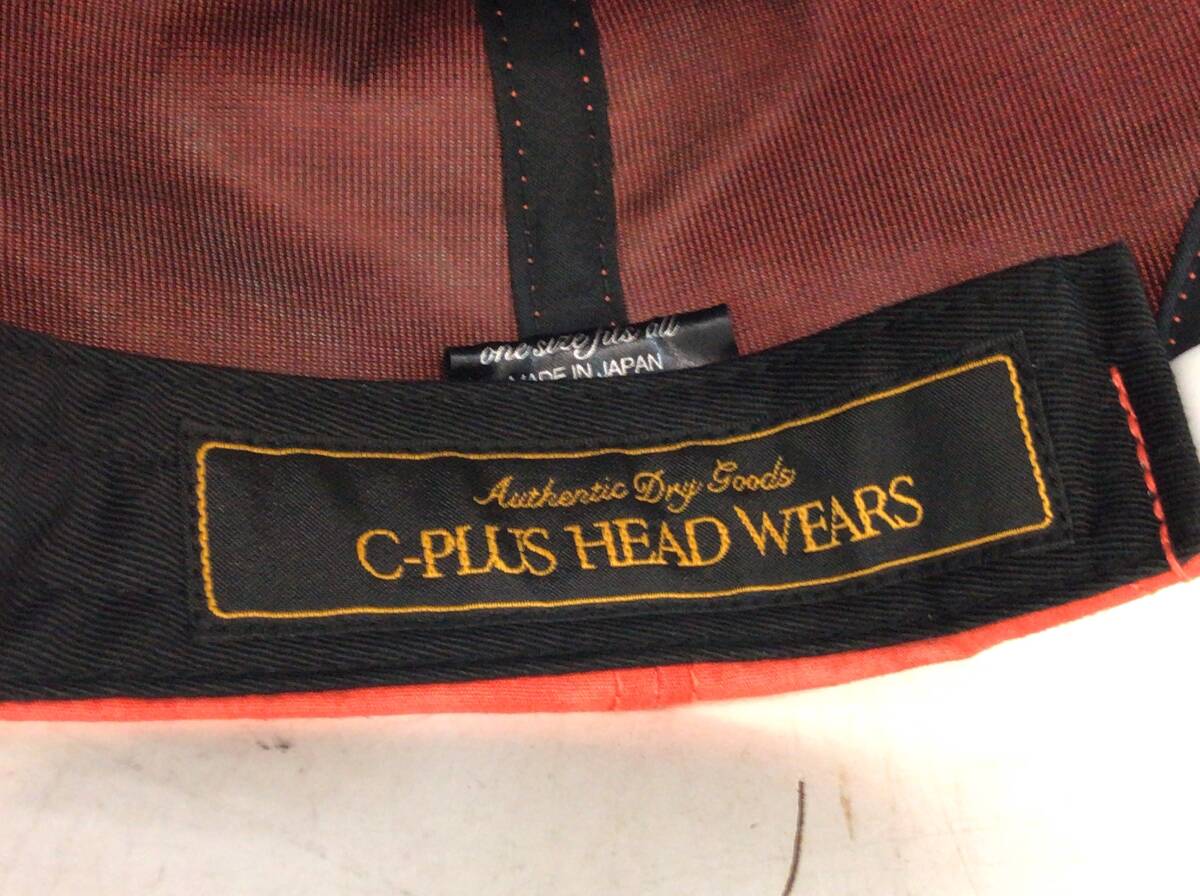 one size fits all
MADE IN JAPAN
Authentic Dry Goods
C-PLUS HEAD WEARS